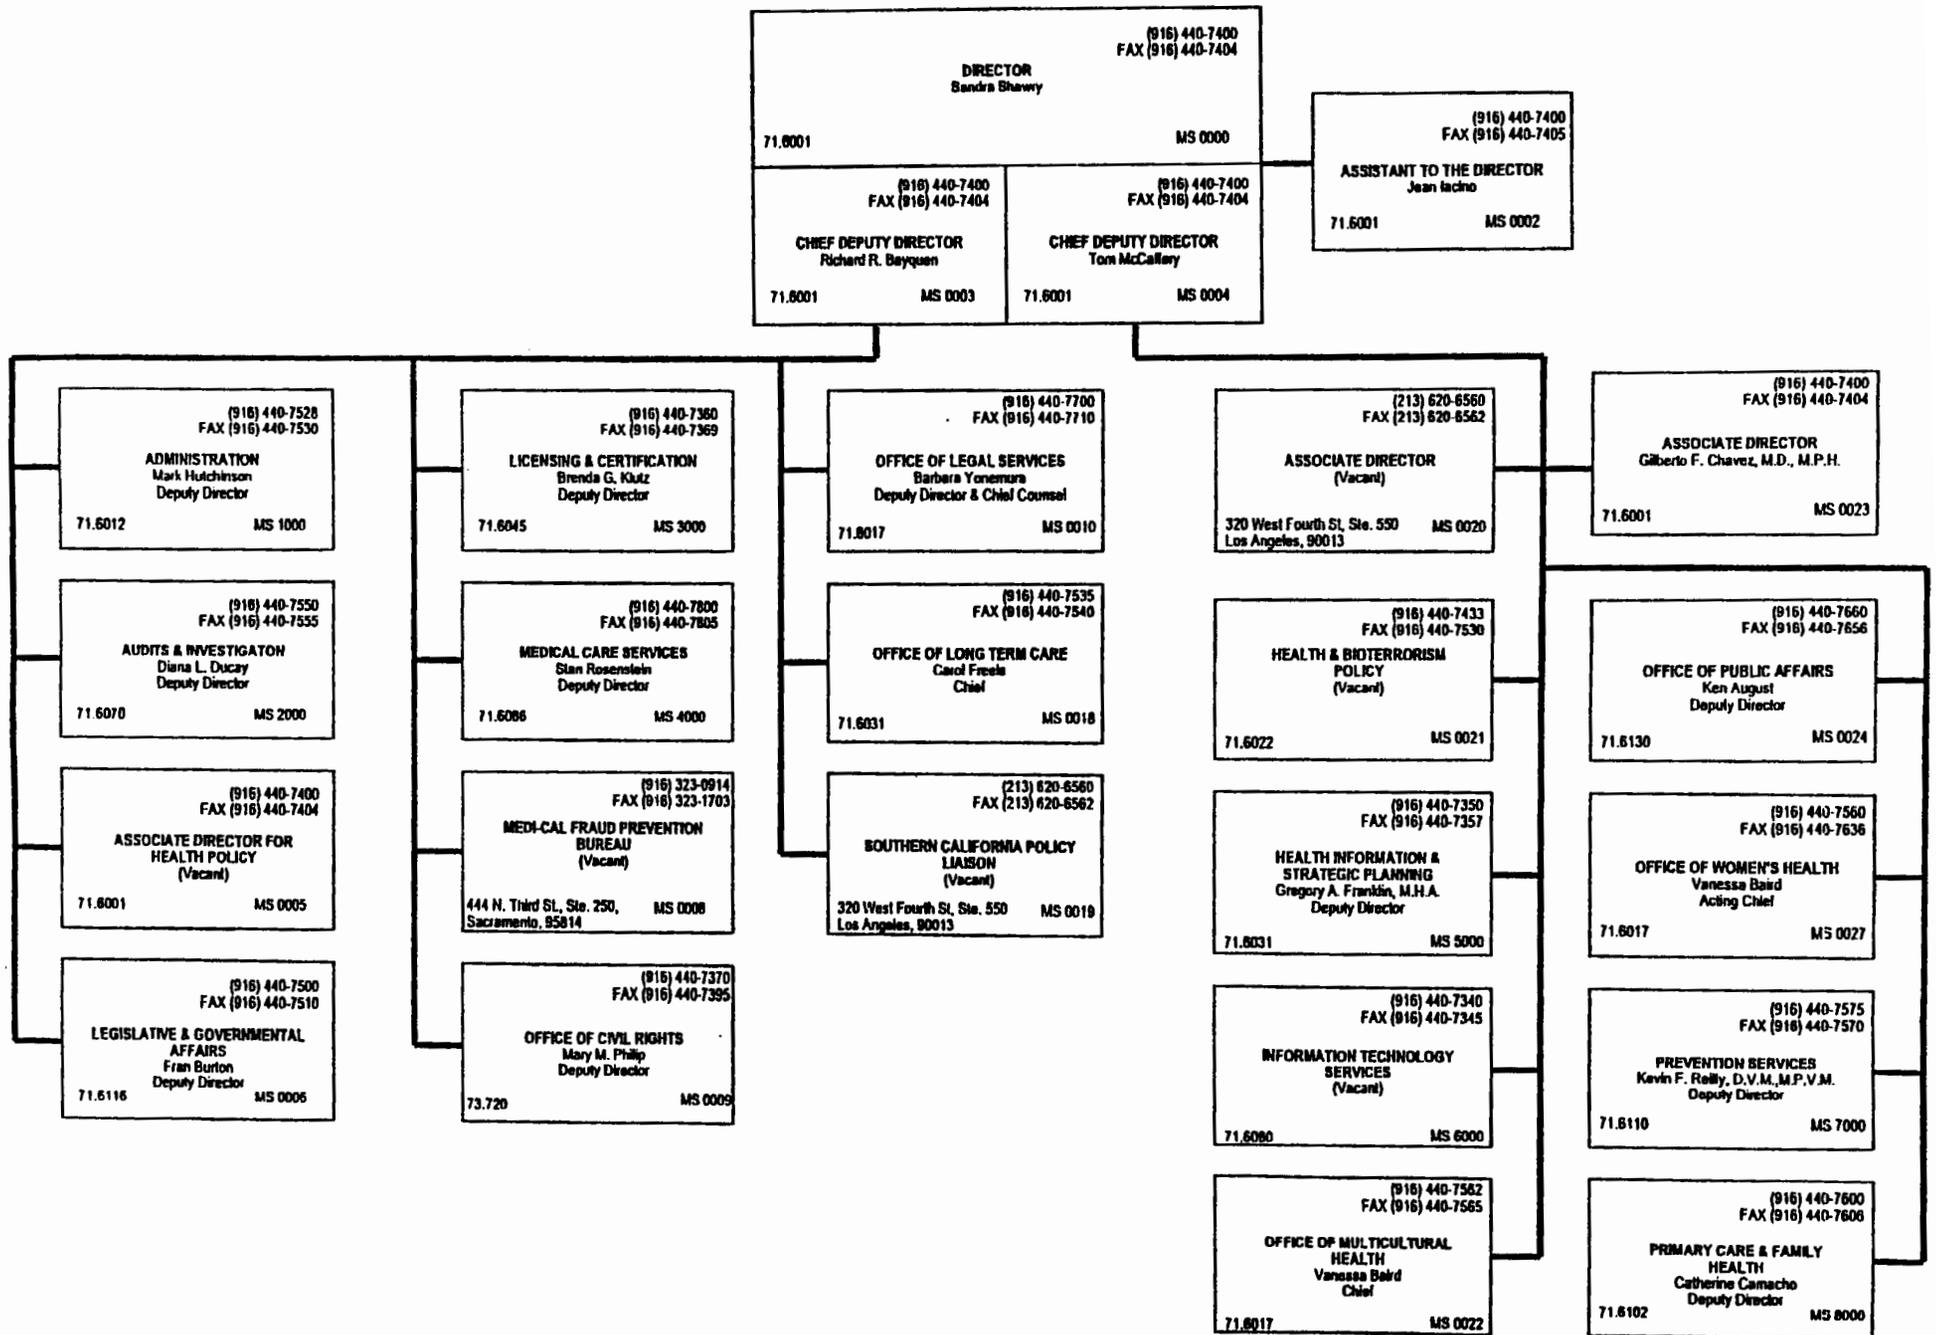 (916) 440-7400
FAX (916) 440-7404
DIRECTOR
Sandra Shewry
71.6001 MS 0000
(916) 440-7400
FAX (916) 440-7405
ASSISTANT TO THE DIRECTOR
Jean Iacino
71.6001 MS 0002
(916) 440-7400
FAX (916) 440-7404
CHIEF DEPUTY DIRECTOR
Richard R. Bayquen
71.6001 MS 0003
(916) 440-7400
FAX (916) 440-7404
CHIEF DEPUTY DIRECTOR
Tom McCaffery
71.6001 MS 0004
(916) 440-7528
FAX (916) 440-7530
ADMINISTRATION
Mark Hutchinson
Deputy Director
71.6012 MS 1000
(916) 440-7550
FAX (916) 440-7555
AUDITS & INVESTIGATON
Diana L. Ducay
Deputy Director
71.6070 MS 2000
(916) 440-7400
FAX (916) 440-7404
ASSOCIATE DIRECTOR FOR
HEALTH POLICY
(Vacant)
71.6001 MS 0005
(916) 440-7500
FAX (916) 440-7510
LEGISLATIVE & GOVERNMENTAL
AFFAIRS
Fran Burton
Deputy Director
71.6116 MS 0006
(916) 440-7360
FAX (916) 440-7369
LICENSING & CERTIFICATION
Brenda G. Klutz
Deputy Director
71.6045 MS 3000
(916) 440-7800
FAX (916) 440-7805
MEDICAL CARE SERVICES
Stan Rosenstein
Deputy Director
71.6086 MS 4000
(916) 323-0914
FAX (916) 323-1703
MEDI-CAL FRAUD PREVENTION
BUREAU
(Vacant)
444 N. Third St., Ste. 250, MS 0008
Sacramento, 95814
(916) 440-7370
FAX (916) 440-7395
OFFICE OF CIVIL RIGHTS
Mary M. Philip
Deputy Director
73.720 MS 0009
(916) 440-7700
FAX (916) 440-7710
OFFICE OF LEGAL SERVICES
Barbara Yonemura
Deputy Director & Chief Counsel
71.6017 MS 0010
(916) 440-7535
FAX (916) 440-7540
OFFICE OF LONG TERM CARE
Carol Freels
Chief
71.6031 MS 0018
(213) 620-6560
FAX (213) 620-6562
SOUTHERN CALIFORNIA POLICY
LIAISON
(Vacant)
320 West Fourth St, Ste. 550 MS 0019
Los Angeles, 90013
(213) 620-6560
FAX (213) 620-6562
ASSOCIATE DIRECTOR
(Vacant)
320 West Fourth St, Ste. 550 MS 0020
Los Angeles, 90013
(916) 440-7433
FAX (916) 440-7530
HEALTH & BIOTERRORISM
POLICY
(Vacant)
71.6022 MS 0021
(916) 440-7350
FAX (916) 440-7357
HEALTH INFORMATION &
STRATEGIC PLANNING
Gregory A. Franklin, M.H.A.
Deputy Director
71.6031 MS 5000
(916) 440-7340
FAX (916) 440-7345
INFORMATION TECHNOLOGY
SERVICES
(Vacant)
71.6080 MS 6000
(916) 440-7562
FAX (916) 440-7565
OFFICE OF MULTICULTURAL
HEALTH
Vanessa Baird
Chief
71.6017 MS 0022
(916) 440-7400
FAX (916) 440-7404
ASSOCIATE DIRECTOR
Gilberto F. Chavez, M.D., M.P.H.
71.6001 MS 0023
(916) 440-7660
FAX (916) 440-7656
OFFICE OF PUBLIC AFFAIRS
Ken August
Deputy Director
71.6130 MS 0024
(916) 440-7560
FAX (916) 440-7636
OFFICE OF WOMEN'S HEALTH
Vanessa Baird
Acting Chief
71.6017 MS 0027
(916) 440-7575
FAX (916) 440-7570
PREVENTION SERVICES
Kevin F. Reilly, D.V.M.,M.P.V.M.
Deputy Director
71.6110 MS 7000
(916) 440-7600
FAX (916) 440-7606
PRIMARY CARE & FAMILY
HEALTH
Catherine Camacho
Deputy Director
71.6102 MS 8000